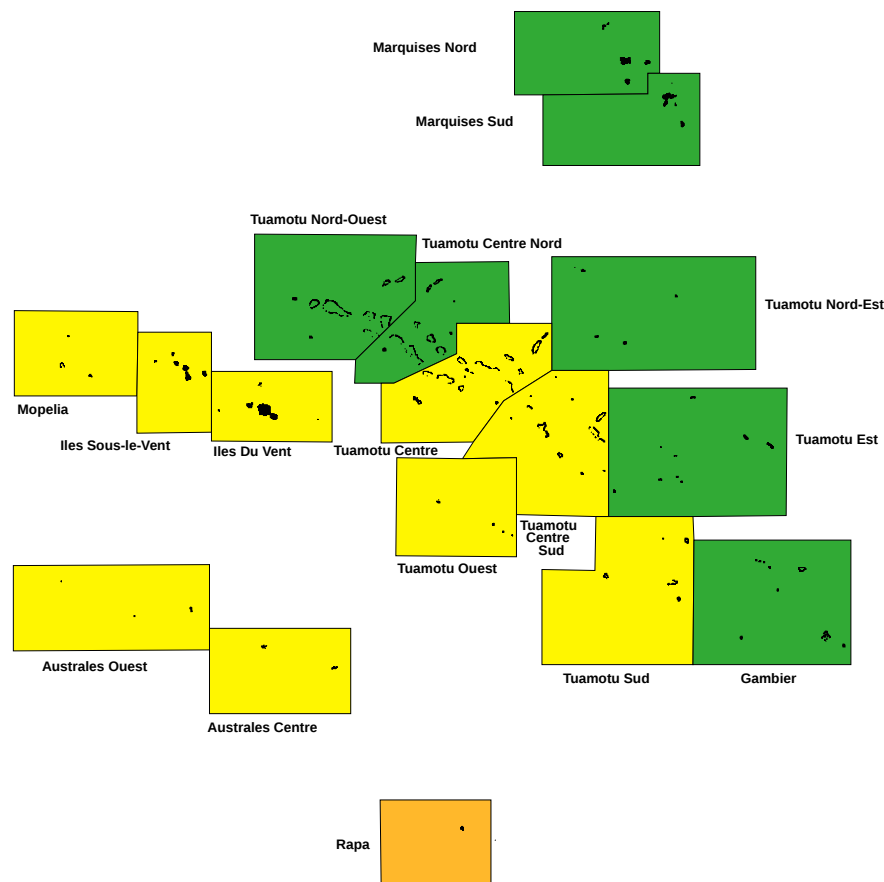 Marquises Nord
Marquises Sud
Tuamotu Nord-Ouest
Tuamotu Centre Nord
Tuamotu Nord-Est
Mopelia
Iles Sous-le-Vent
Iles Du Vent
Tuamotu Centre
Tuamotu Est
Tuamotu Ouest
Tuamotu
Centre
Sud
Australes Ouest
Australes Centre
Tuamotu Sud
Gambier
Rapa